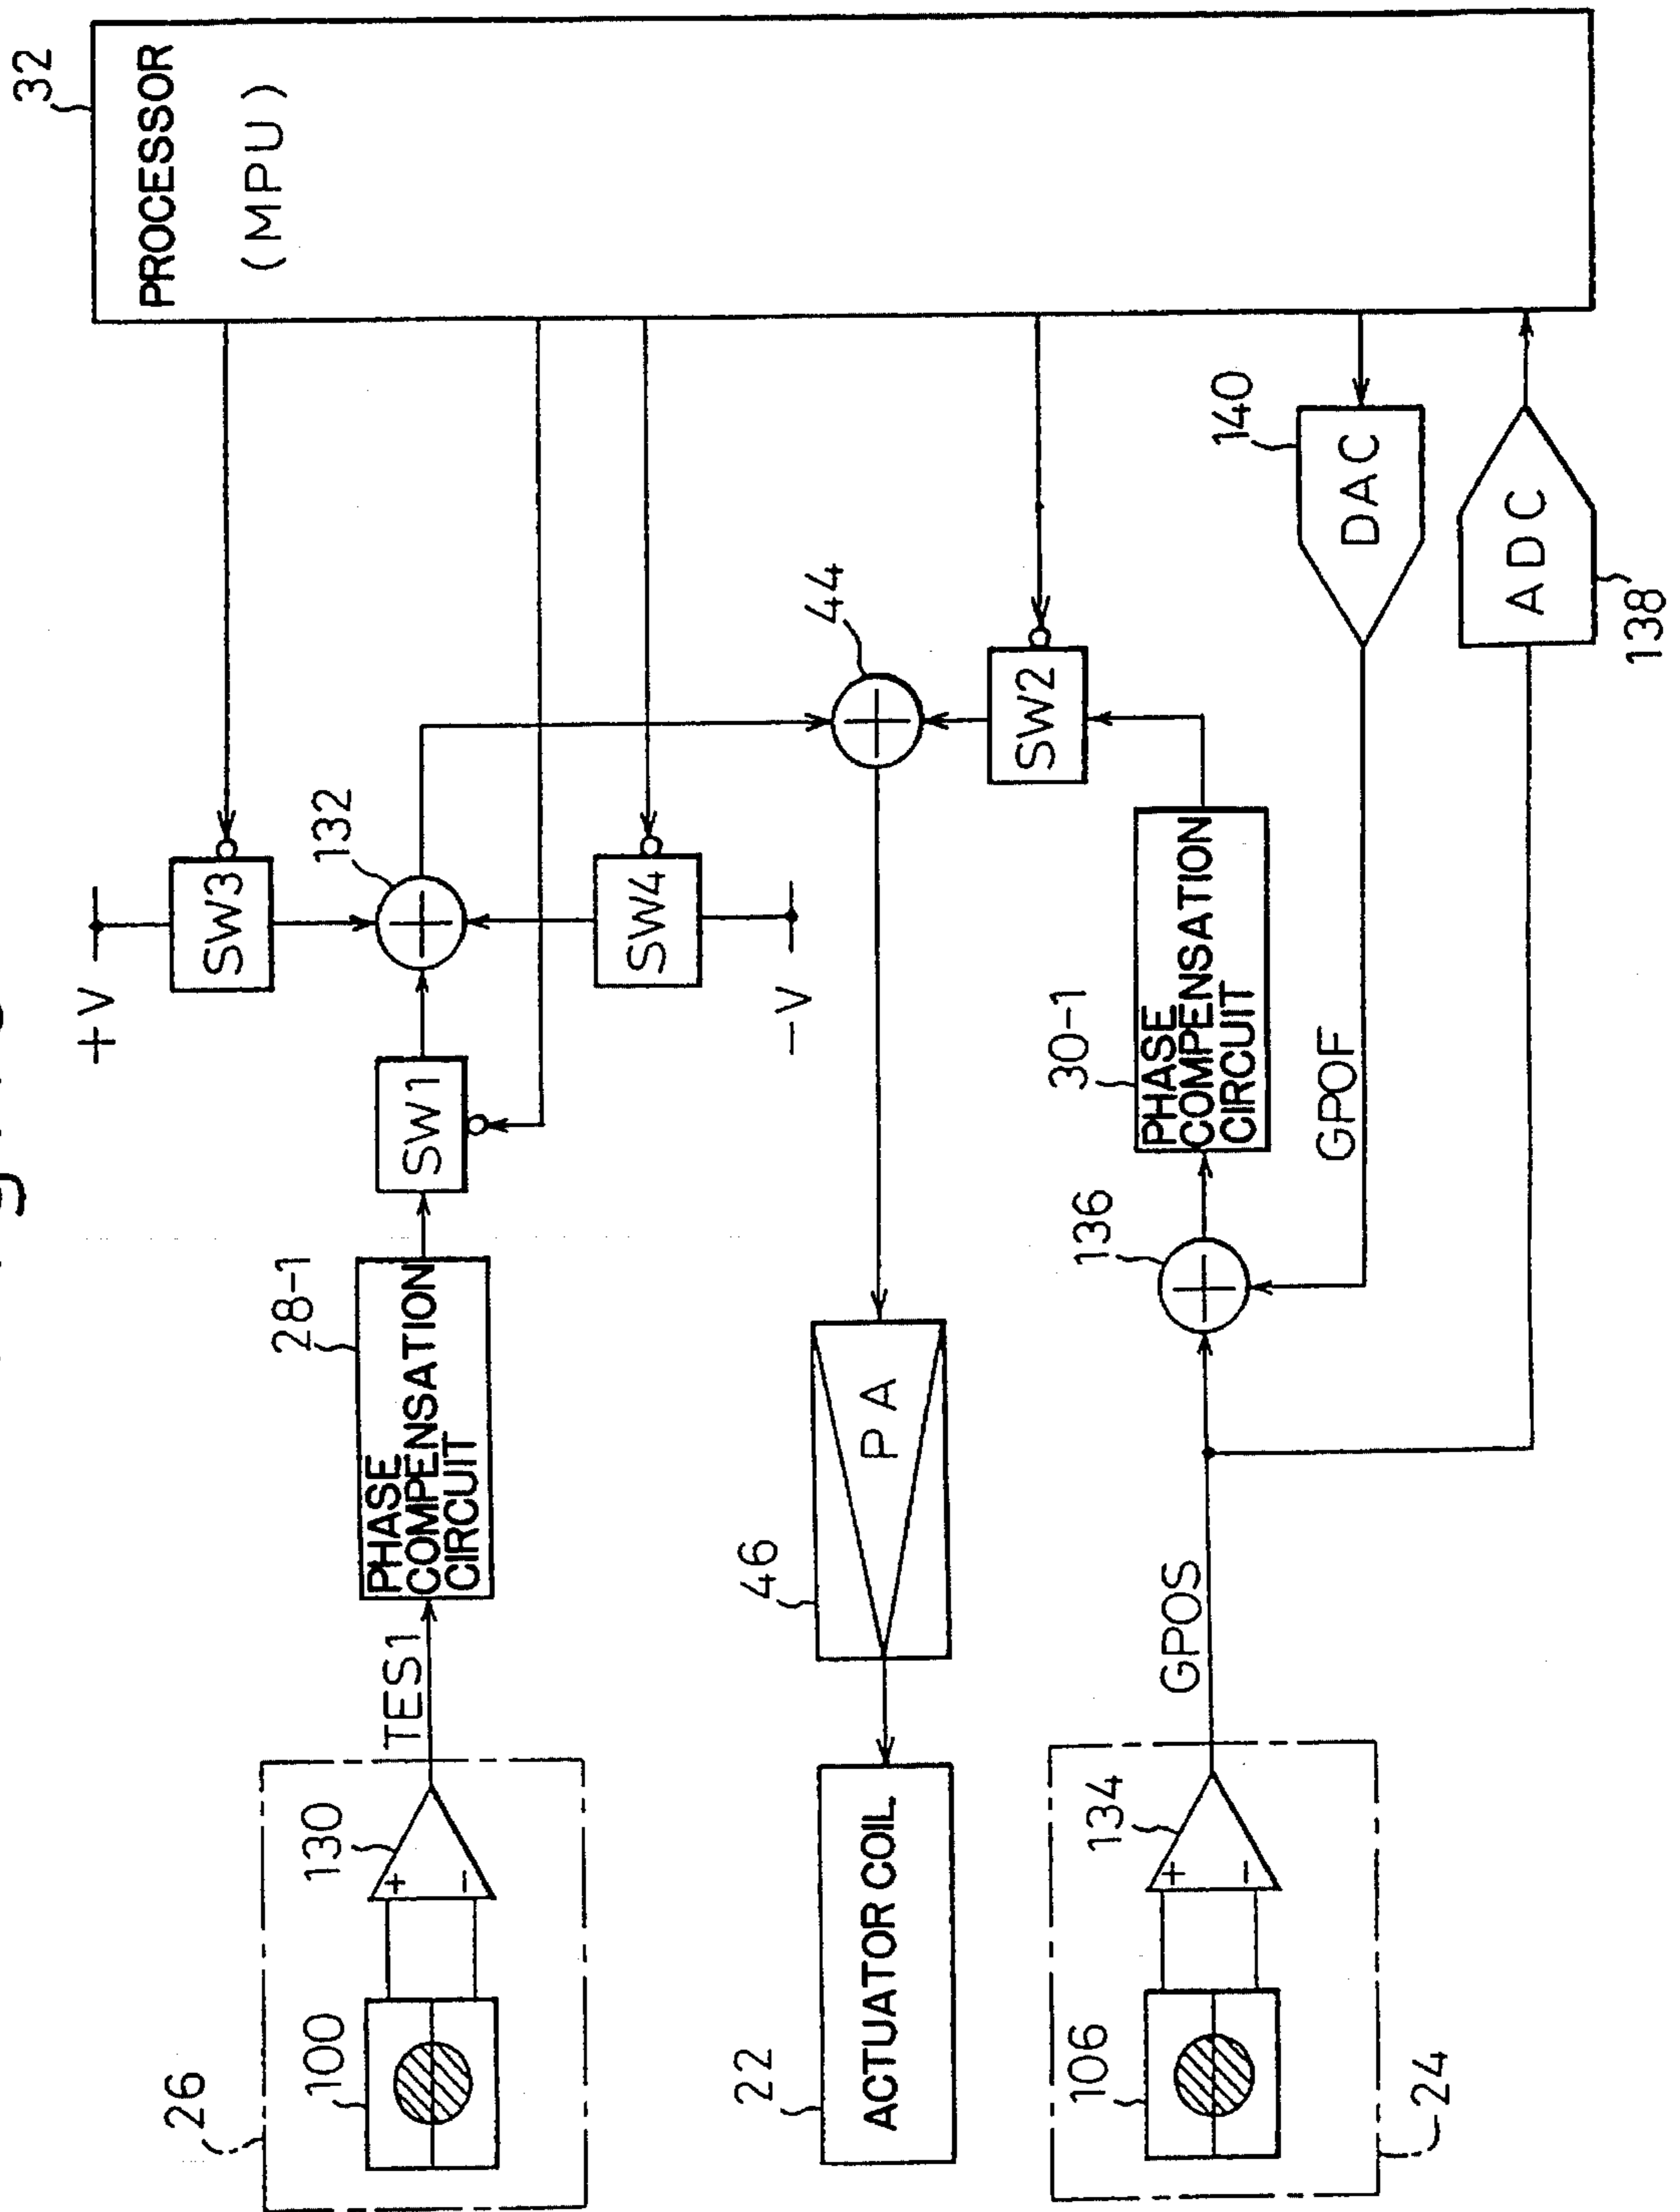 32
PROCESSOR
(MPU)
+V
SW3
132
SW1
SW4
-V
28-1
PHASE
COMPENSATION
CIRCUIT
TES1
26
100
130
+
-
44
SW2
46
PA
22
ACTUATOR COIL
30-1
PHASE
COMPENSATION
CIRCUIT
136
GPOF
140
DAC
ADC
138
GPOS
106
134
+
-
24